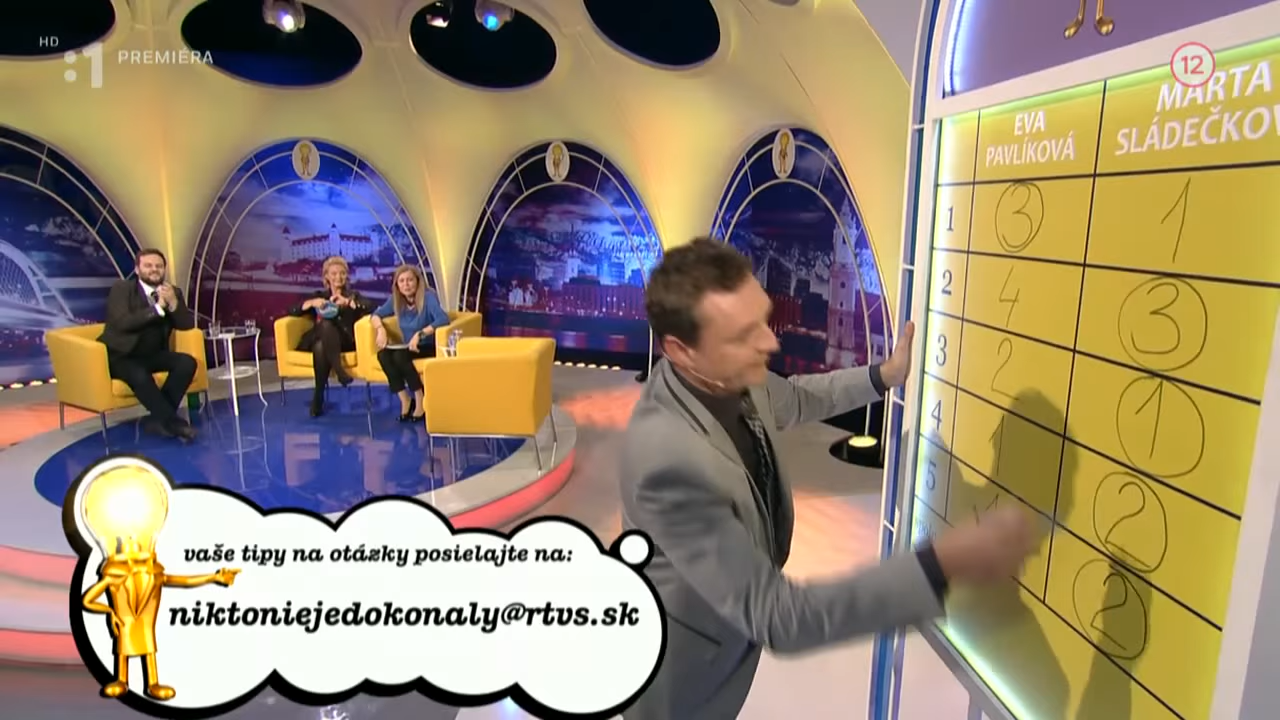 HD
:1 PREMIÉRA
12
EVA
PAVLÍKOVÁ
MARTA
SLÁDEČKOV
1 3 1
2 4 3
3 2 1
4 1 2
5 1 2
vaše tipy na otázky posielajte na:
niktoniejedokonaly@rtvs.sk